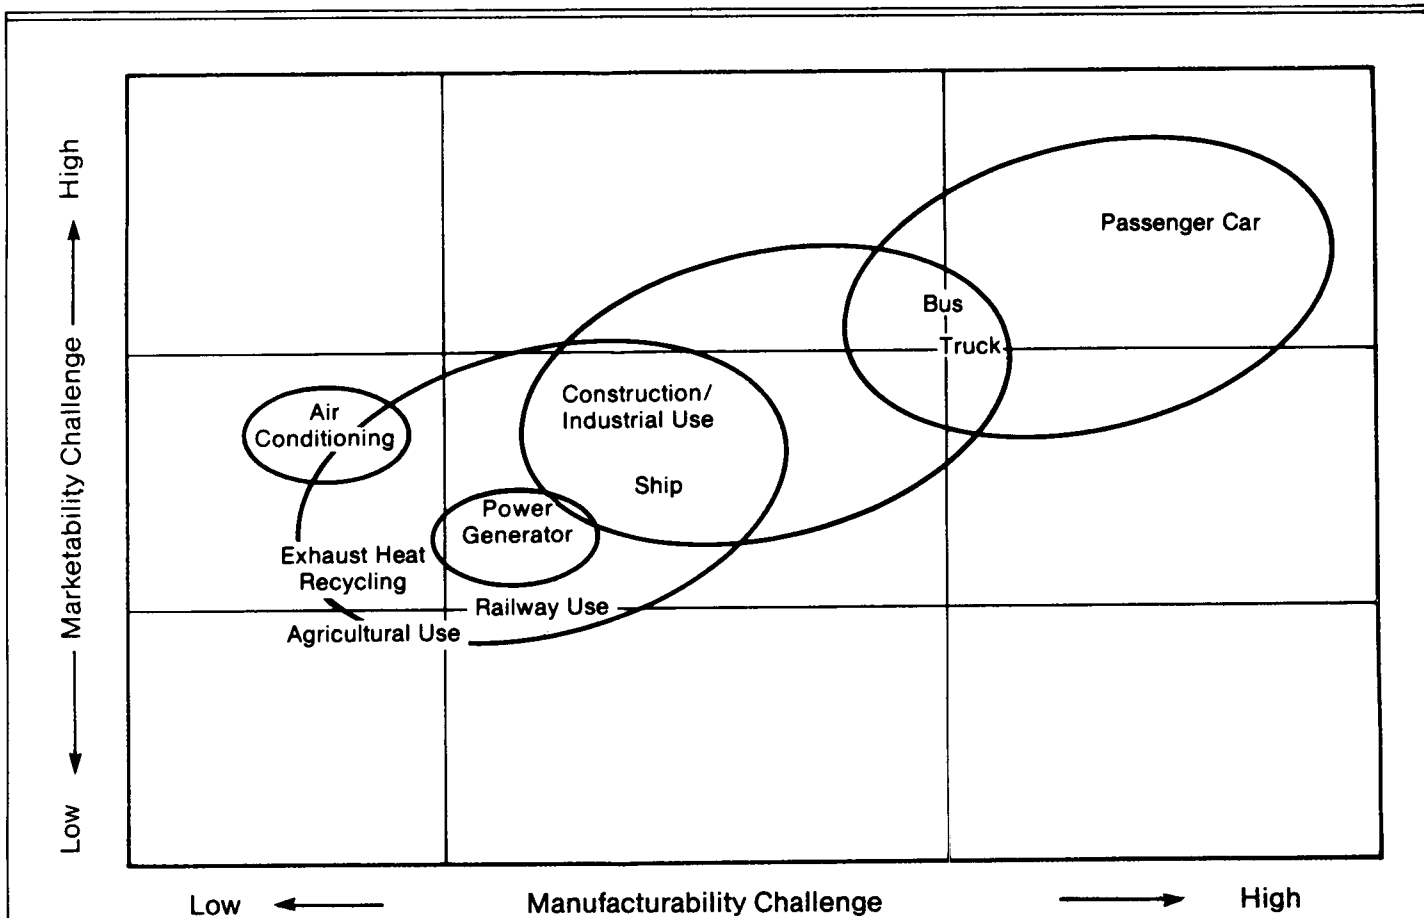 High
Marketability Challenge
Low
Passenger Car
Bus
Truck
Construction/
Industrial Use
Ship
Air
Conditioning
Power
Generator
Exhaust Heat
Recycling
Railway Use
Agricultural Use
Low
Manufacturability Challenge
High